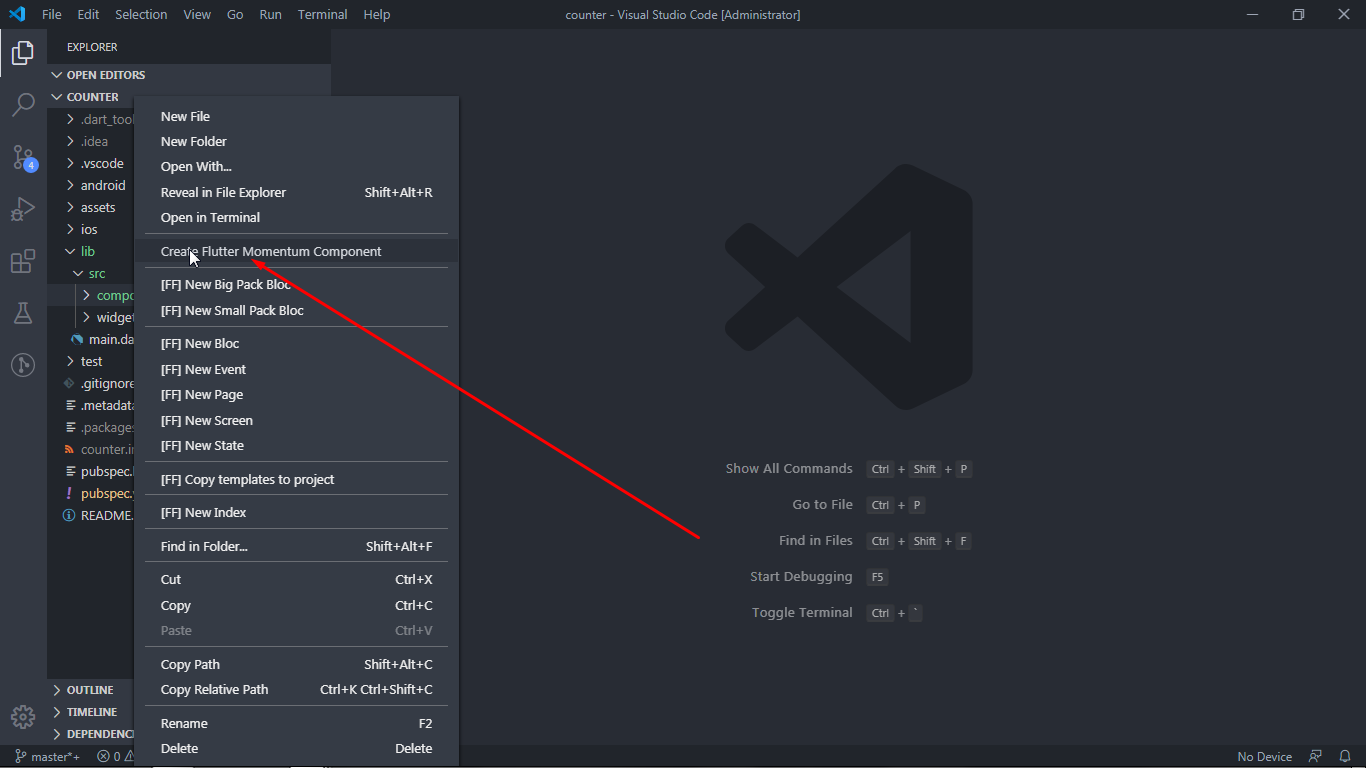 File Edit Selection View Go Run Terminal Help
counter - Visual Studio Code [Administrator]
EXPLORER
OPEN EDITORS
COUNTER
.dart_tool
.idea
.vscode
android
assets
ios
lib
src
compo
widget
main.da
test
.gitignore
.metadata
.packages
counter.i
pubspec.
pubspec.
README.
OUTLINE
TIMELINE
DEPENDENC
4
New File
New Folder
Open With...
Reveal in File Explorer Shift+Alt+R
Open in Terminal
Create Flutter Momentum Component
[FF] New Big Pack Bloc
[FF] New Small Pack Bloc
[FF] New Bloc
[FF] New Event
[FF] New Page
[FF] New Screen
[FF] New State
[FF] Copy templates to project
[FF] New Index
Find in Folder... Shift+Alt+F
Cut Ctrl+X
Copy Ctrl+C
Paste Ctrl+V
Copy Path Shift+Alt+C
Copy Relative Path Ctrl+K Ctrl+Shift+C
Rename F2
Delete Delete
Show All Commands Ctrl + Shift + P
Go to File Ctrl + P
Find in Files Ctrl + Shift + F
Start Debugging F5
Toggle Terminal Ctrl + `
master*+ 0
No Device